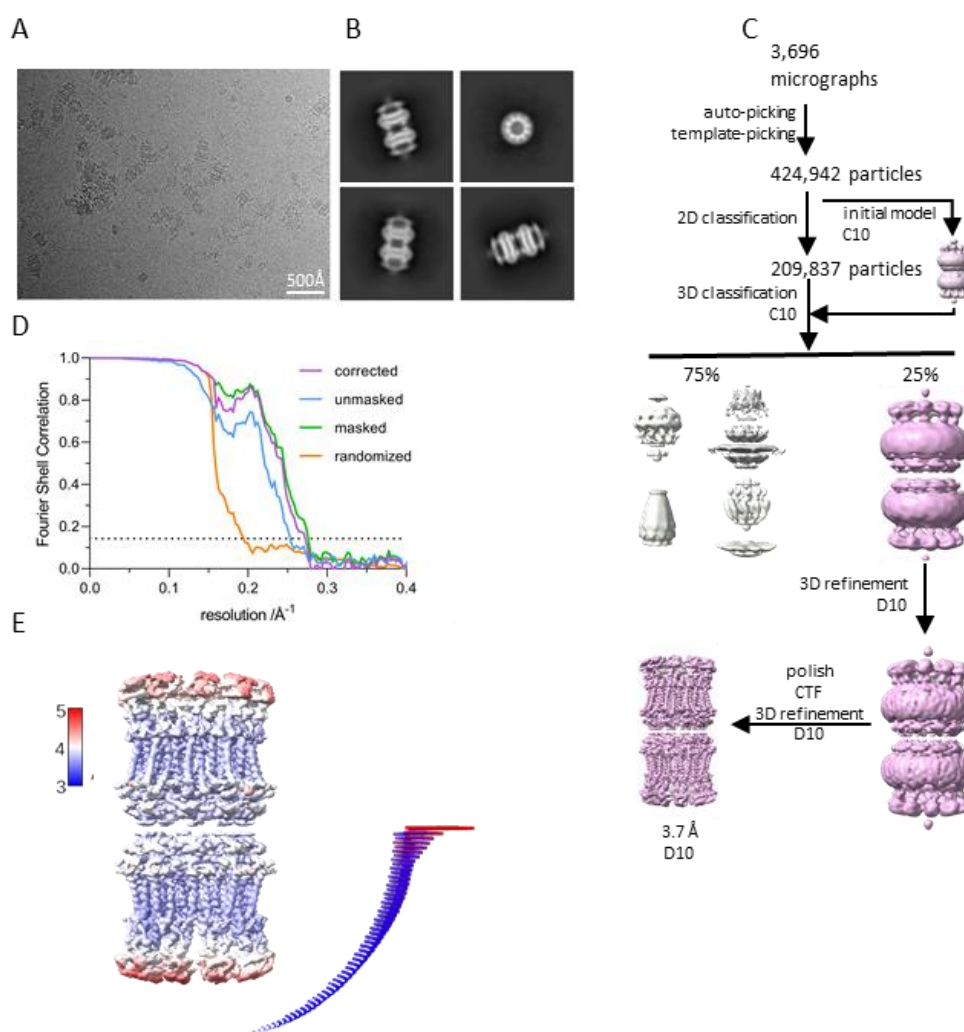 A
B
C
500Å
3,696
micrographs
auto-picking
template-picking
424,942 particles
2D classification
initial model
C10
209,837 particles
3D classification
C10
75%
25%
3D refinement
D10
polish
CTF
3D refinement
D10
3.7 Å
D10
D
1.0
0.8
0.6
0.4
0.2
0.0
Fourier Shell Correlation
corrected
unmasked
masked
randomized
0.0
0.1
0.2
0.3
0.4
resolution /Å⁻¹
E
5
4
3